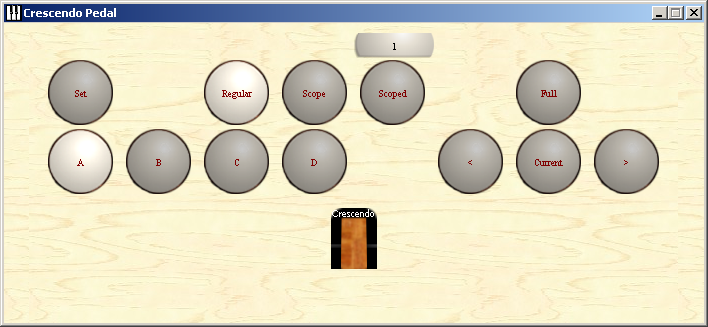 Crescendo Pedal
1
Set
Regular
Scope
Scoped
Full
A
B
C
D
<
Current
>
Crescendo